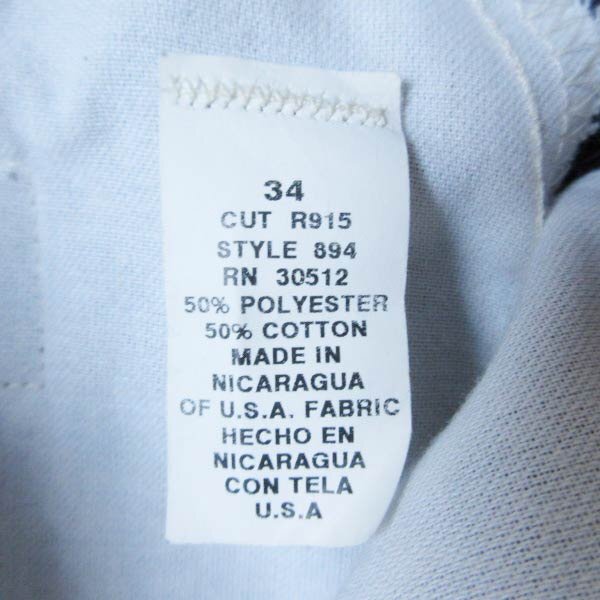 34
CUT R915
STYLE 894
RN 30512
50% POLYESTER
50% COTTON
MADE IN
NICARAGUA
OF U.S.A. FABRIC
HECHO EN
NICARAGUA
CON TELA
U.S.A